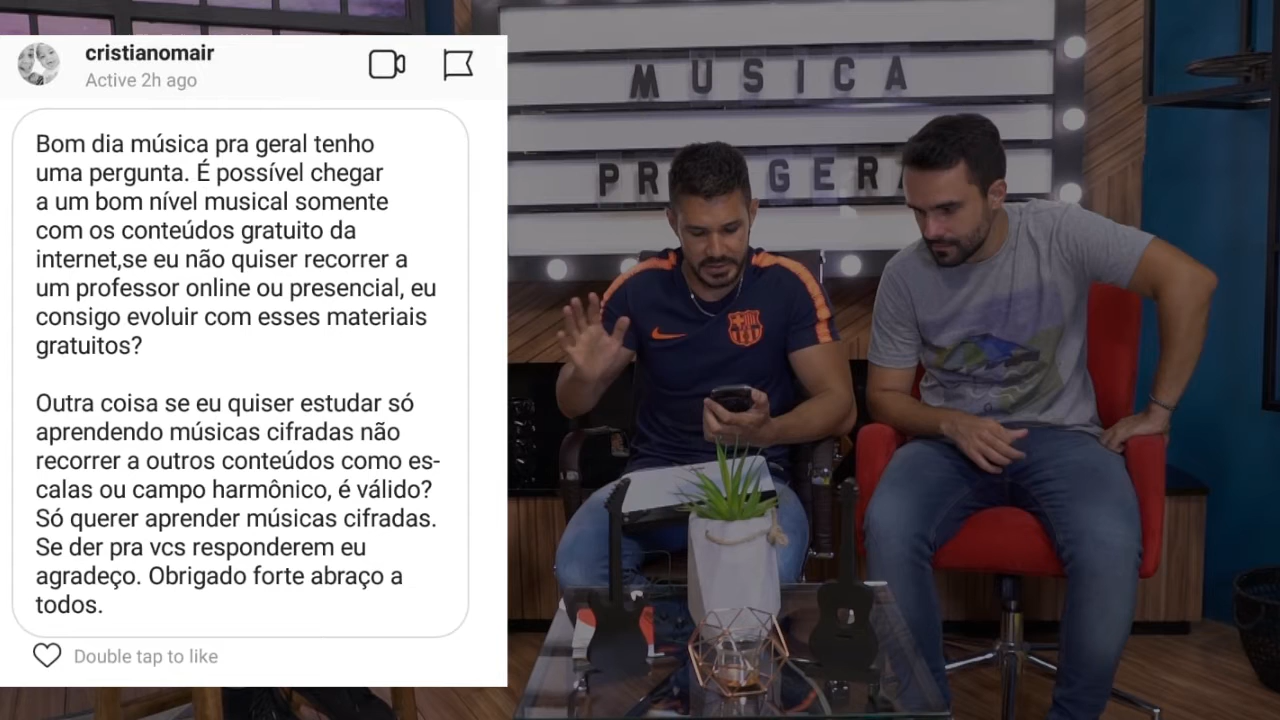 cristianomair
Active 2h ago
Bom dia música pra geral tenho
uma pergunta. É possível chegar
a um bom nível musical somente
com os conteúdos gratuito da
internet,se eu não quiser recorrer a
um professor online ou presencial, eu
consigo evoluir com esses materiais
gratuitos?
Outra coisa se eu quiser estudar só
aprendendo músicas cifradas não
recorrer a outros conteúdos como es-
calas ou campo harmônico, é válido?
Só querer aprender músicas cifradas.
Se der pra vcs responderem eu
agradeço. Obrigado forte abraço a
todos.
Double tap to like
MUSICA
PR GERA